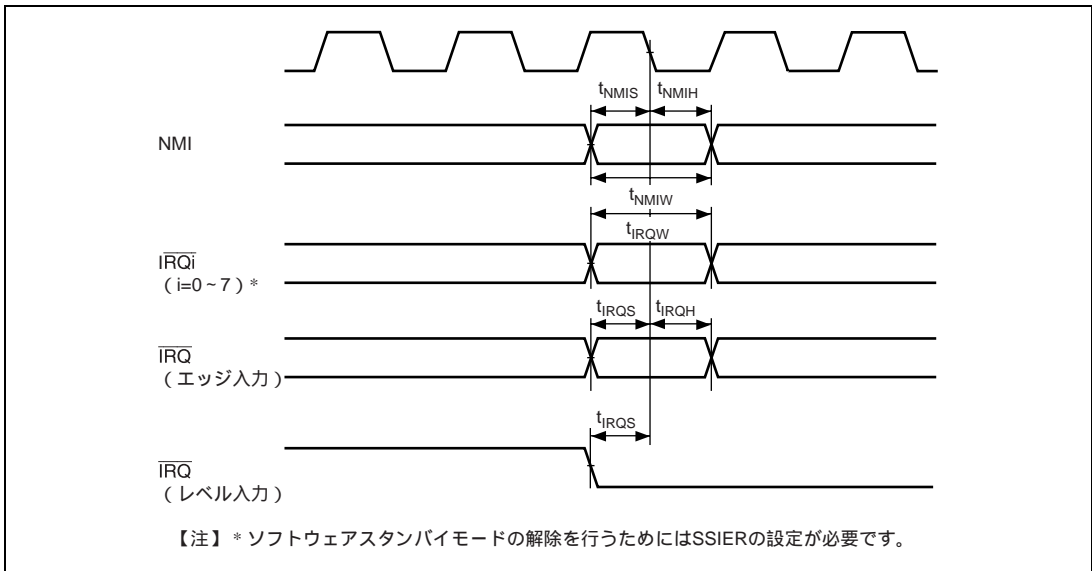 tNMIS tNMIH
NMI
tNMIW
tIRQW
IRQi
（i=0~7）*
tIRQS tIRQH
IRQ
（エッジ入力）
tIRQS
IRQ
（レベル入力）
【注】* ソフトウェアスタンバイモードの解除を行うためにはSSIERの設定が必要です。